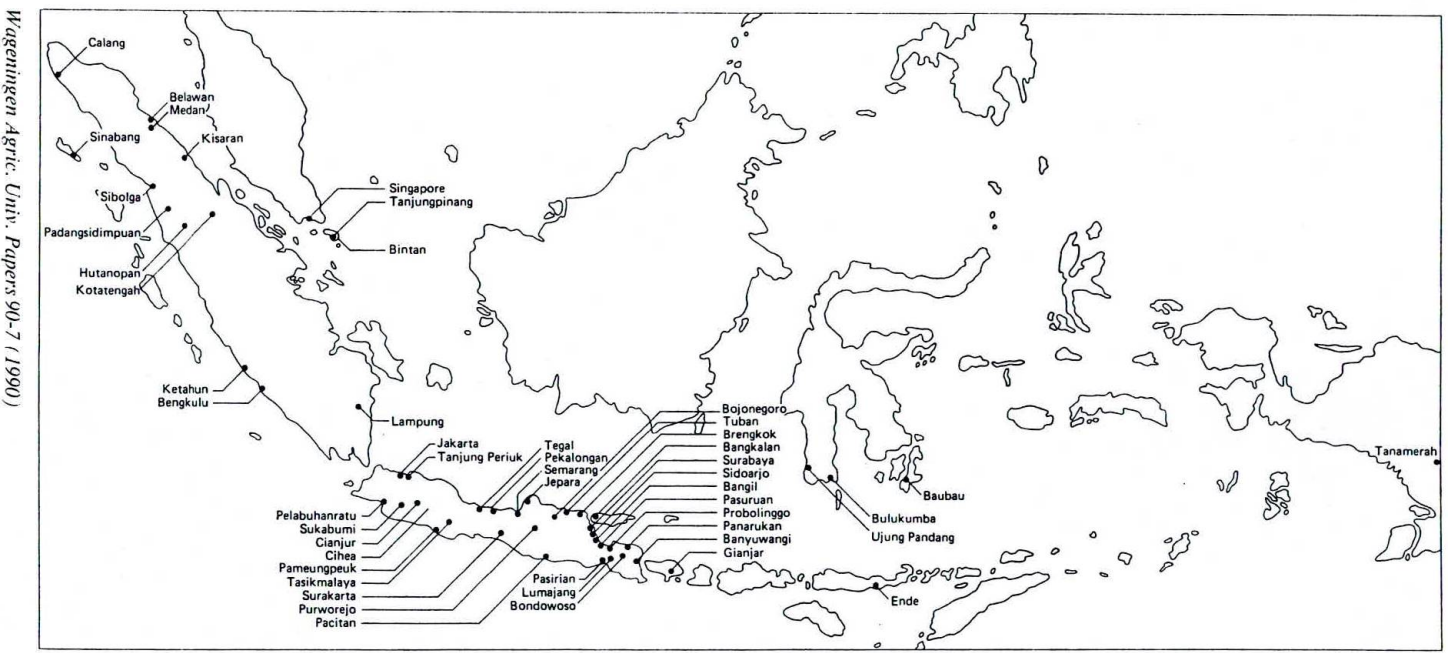 Wageningen Agric. Univ. Papers 90-7 (1990)
Calang
Belawan
Medan
Sinabang
Kisaran
Sibolga
Singapore
Tanjungpinang
Padangsidimpuan
Bintan
Hutanopan
Kotatengah
Ketahun
Bengkulu
Lampung
Jakarta
Tanjung Periuk
Tegal
Pekalongan
Semarang
Jepara
Bojonegoro
Tuban
Brengkok
Bangkalan
Surabaya
Sidoarjo
Bangil
Pasuruan
Probolinggo
Panarukan
Banyuwangi
Gianjar
Pelabuhanratu
Sukabumi
Cianjur
Cihea
Pameungpeuk
Tasikmalaya
Surakarta
Purworejo
Pacitan
Pasirian
Lumajang
Bondowoso
Tanamerah
Baubau
Bulukumba
Ujung Pandang
Ende